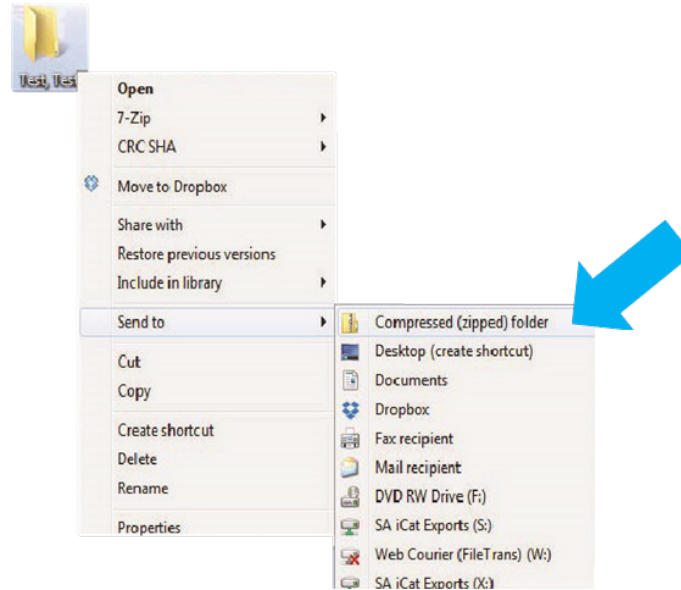 Test, Test
Open
7-Zip
CRC SHA
Move to Dropbox
Share with
Restore previous versions
Include in library
Send to
Cut
Copy
Create shortcut
Delete
Rename
Properties
Compressed (zipped) folder
Desktop (create shortcut)
Documents
Dropbox
Fax recipient
Mail recipient
DVD RW Drive (F:)
SA iCat Exports (S:)
Web Courier (FileTrans) (W:)
SA iCat Exports (X:)